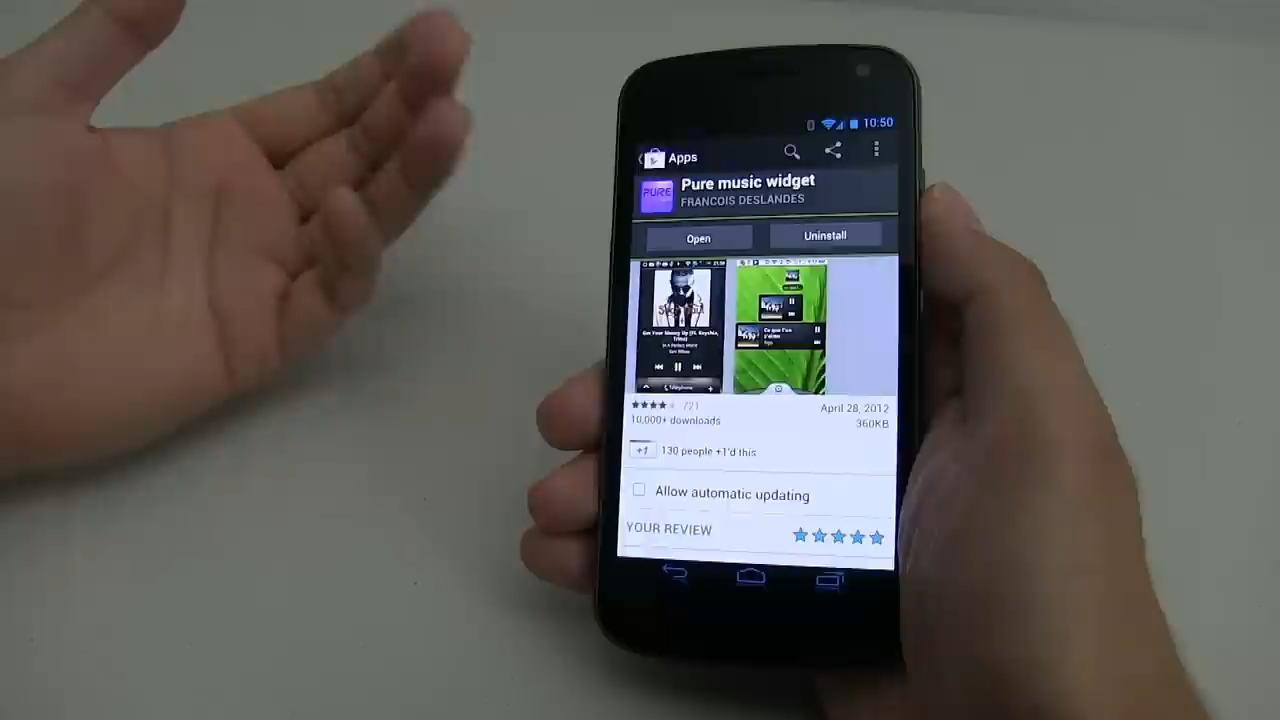 10:50
Apps
PURE
Pure music widget
FRANCOIS DESLANDES
Open
Uninstall
721
April 28, 2012
10,000+ downloads
360KB
+1
130 people +1'd this
Allow automatic updating
YOUR REVIEW